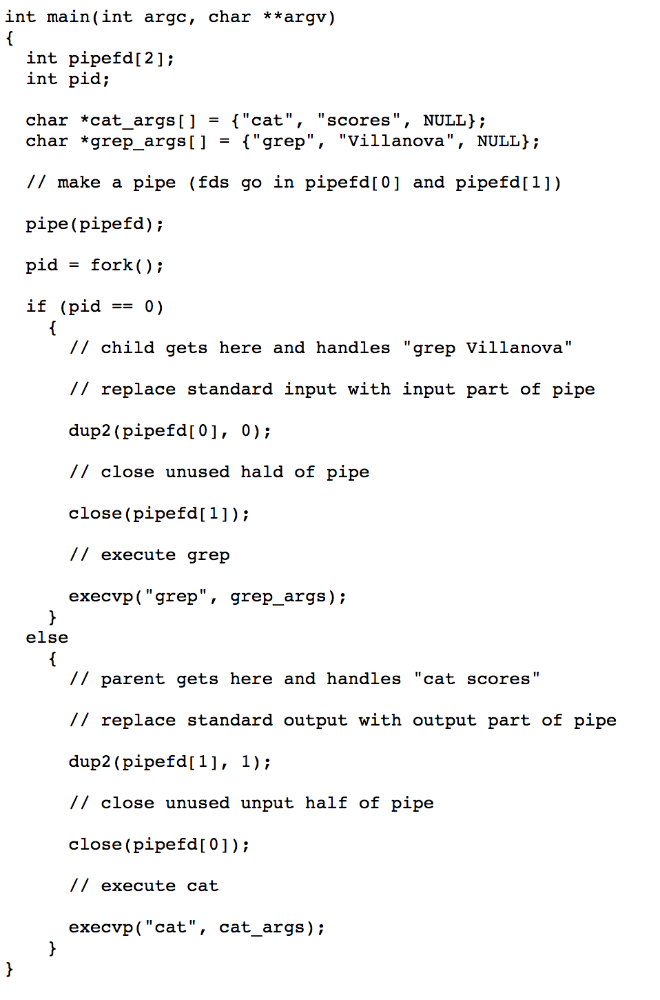 int main(int argc, char **argv)
{
  int pipefd[2];
  int pid;

  char *cat_args[] = {"cat", "scores", NULL};
  char *grep_args[] = {"grep", "Villanova", NULL};

  // make a pipe (fds go in pipefd[0] and pipefd[1])

  pipe(pipefd);

  pid = fork();

  if (pid == 0)
    {
      // child gets here and handles "grep Villanova"

      // replace standard input with input part of pipe

      dup2(pipefd[0], 0);

      // close unused hald of pipe

      close(pipefd[1]);

      // execute grep

      execvp("grep", grep_args);
    }
  else
    {
      // parent gets here and handles "cat scores"

      // replace standard output with output part of pipe

      dup2(pipefd[1], 1);

      // close unused unput half of pipe

      close(pipefd[0]);

      // execute cat

      execvp("cat", cat_args);
    }
}